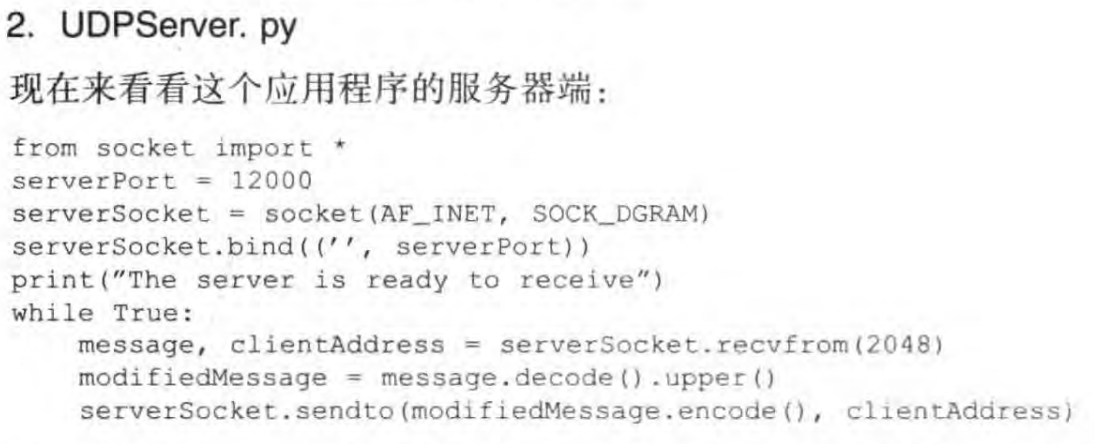 2. UDPServer. py
现在来看看这个应用程序的服务器端:
from socket import *
serverPort = 12000
serverSocket = socket(AF_INET, SOCK_DGRAM)
serverSocket.bind(('', serverPort))
print("The server is ready to receive")
while True:
    message, clientAddress = serverSocket.recvfrom(2048)
    modifiedMessage = message.decode().upper()
    serverSocket.sendto(modifiedMessage.encode(), clientAddress)